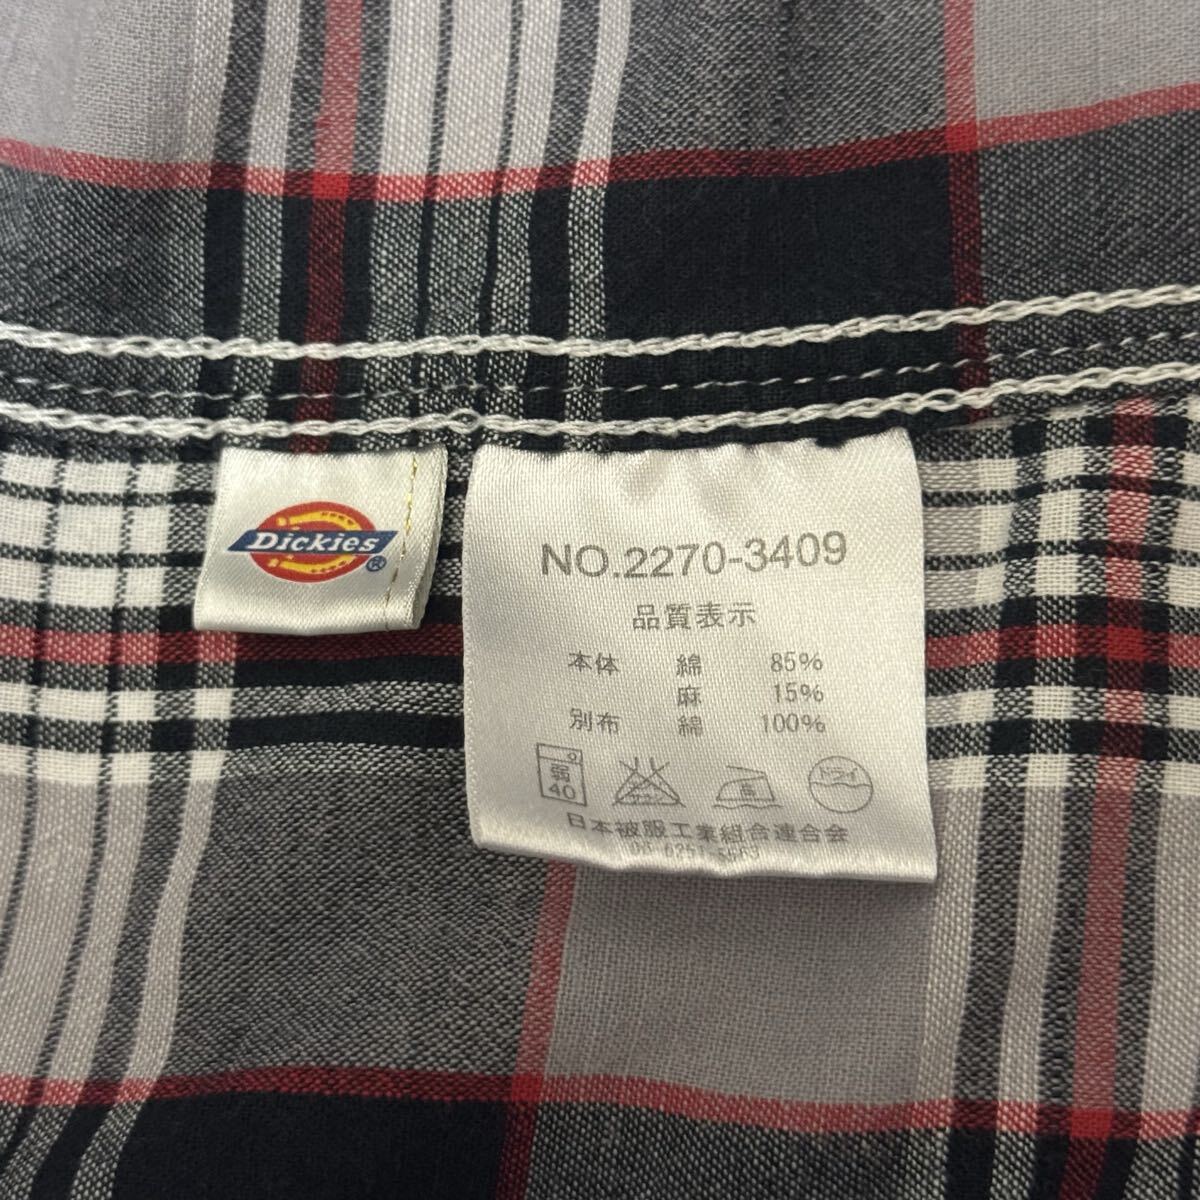 Dickies®
NO.2270-3409
品質表示
本体 綿 85%
麻 15%
別布 綿 100%
弱
40
ドライ
日本被服工業組合連合会